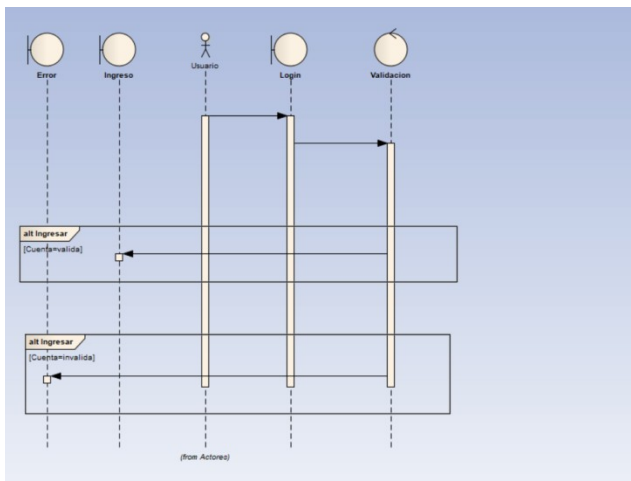 Error
Ingreso
Usuario
Login
Validacion
alt Ingresar
[Cuenta=valida]
alt Ingresar
[Cuenta=invalida]
(from Actores)